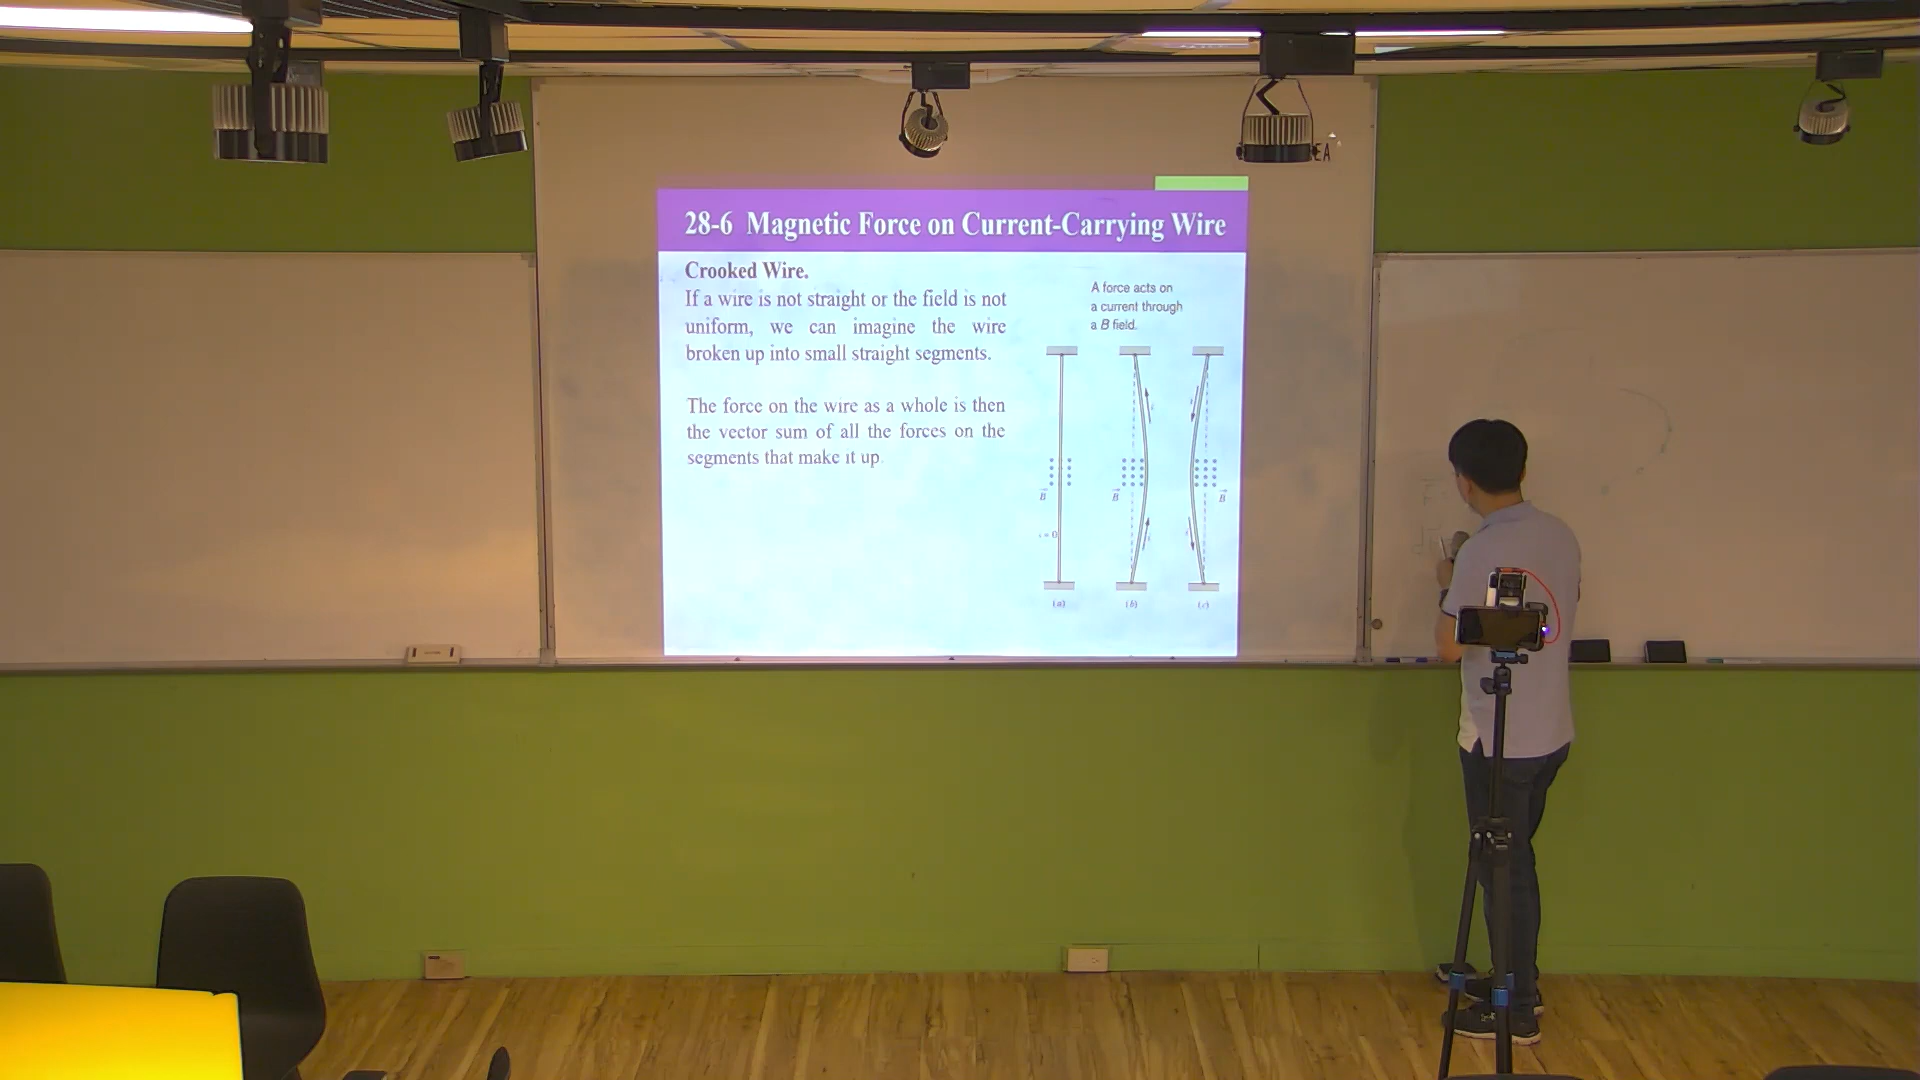 EA
28-6 Magnetic Force on Current-Carrying Wire
Crooked Wire.
If a wire is not straight or the field is not
uniform, we can imagine the wire
broken up into small straight segments.
The force on the wire as a whole is then
the vector sum of all the forces on the
segments that make it up.
A force acts on
a current through
a B field.
B
B
B
i = 0
i
i
(a)
(b)
(c)